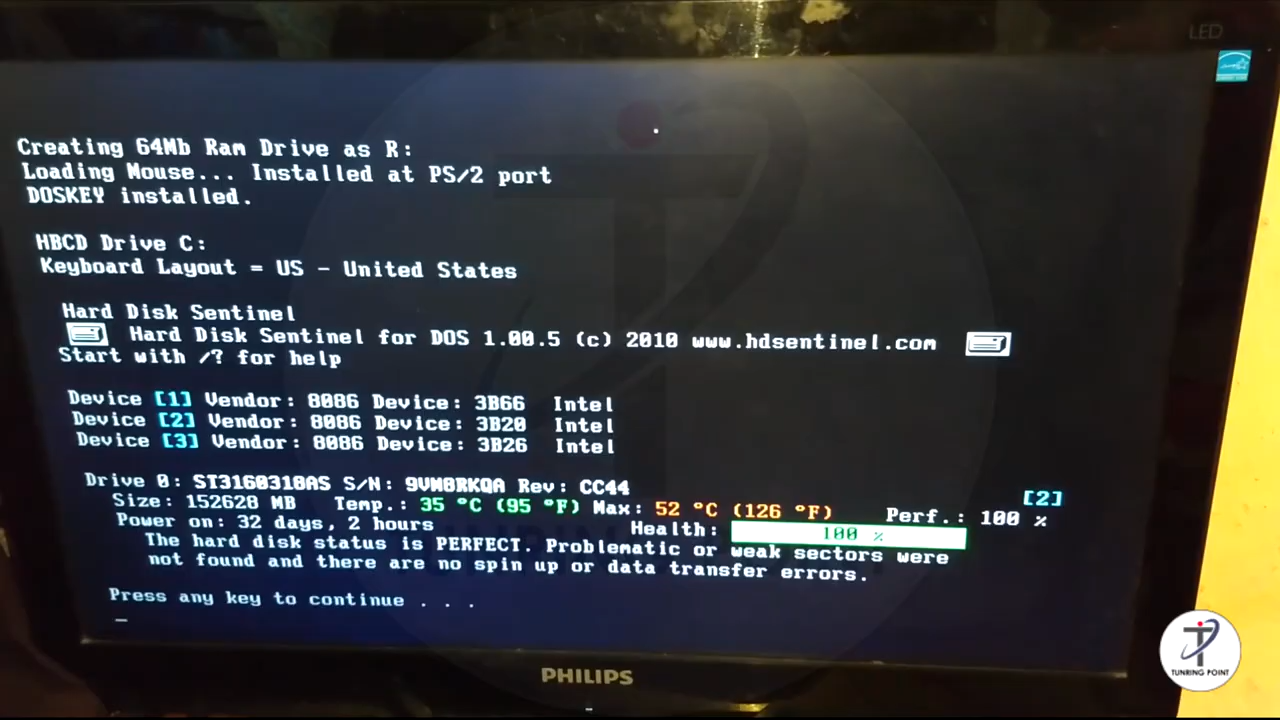 LED
Creating 64Mb Ram Drive as R:
Loading Mouse... Installed at PS/2 port
DOSKEY installed.
HBCD Drive C:
Keyboard Layout = US - United States
Hard Disk Sentinel
Hard Disk Sentinel for DOS 1.00.5 (c) 2010 www.hdsentinel.com
Start with /? for help
Device [1] Vendor: 8086 Device: 3B66 Intel
Device [2] Vendor: 8086 Device: 3B20 Intel
Device [3] Vendor: 8086 Device: 3B26 Intel
Drive 0: ST3160318AS S/N: 9VM8RKQA Rev: CC44 [2]
Size: 152628 MB Temp.: 35 °C (95 °F) Max: 52 °C (126 °F) Perf.: 100 %
Power on: 32 days, 2 hours Health: 100 %
The hard disk status is PERFECT. Problematic or weak sectors were
not found and there are no spin up or data transfer errors.
Press any key to continue . . .
PHILIPS
TUNRING POINT